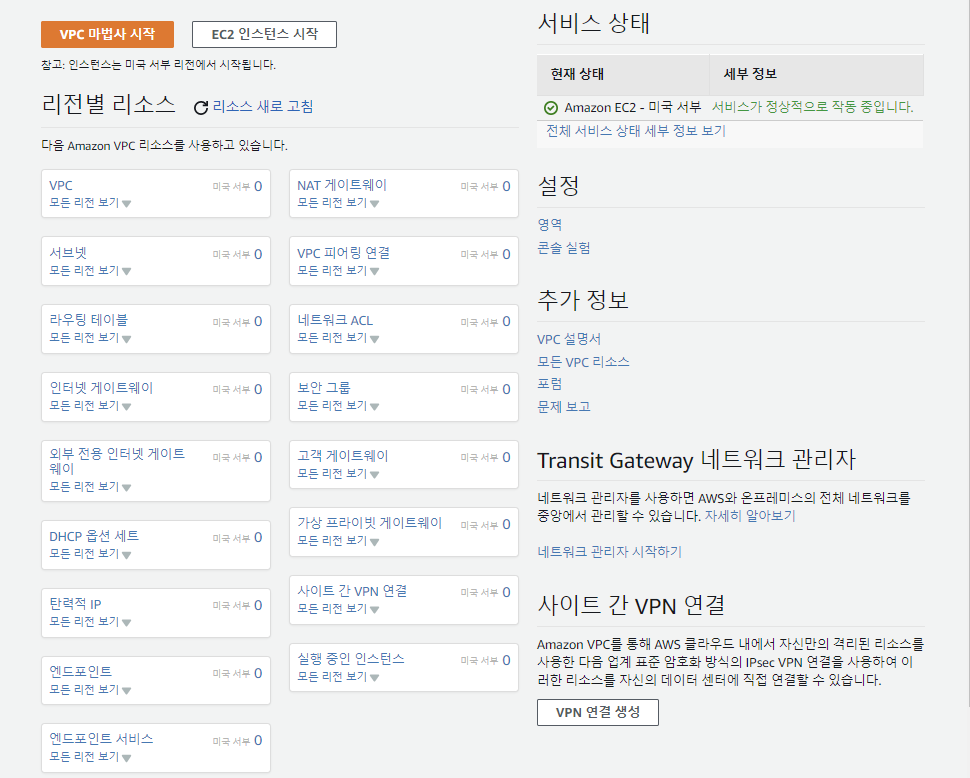 VPC 마법사 시작
EC2 인스턴스 시작
참고: 인스턴스는 미국 서부 리전에서 시작됩니다.
리전별 리소스
리소스 새로 고침
다음 Amazon VPC 리소스를 사용하고 있습니다.
VPC 미국 서부 0
모든 리전 보기
NAT 게이트웨이 미국 서부 0
모든 리전 보기
서브넷 미국 서부 0
모든 리전 보기
VPC 피어링 연결 미국 서부 0
모든 리전 보기
라우팅 테이블 미국 서부 0
모든 리전 보기
네트워크 ACL 미국 서부 0
모든 리전 보기
인터넷 게이트웨이 미국 서부 0
모든 리전 보기
보안 그룹 미국 서부 0
모든 리전 보기
외부 전용 인터넷 게이트 미국 서부 0
웨이
모든 리전 보기
고객 게이트웨이 미국 서부 0
모든 리전 보기
DHCP 옵션 세트 미국 서부 0
모든 리전 보기
가상 프라이빗 게이트웨이 미국 서부 0
모든 리전 보기
탄력적 IP 미국 서부 0
모든 리전 보기
사이트 간 VPN 연결 미국 서부 0
모든 리전 보기
엔드포인트 미국 서부 0
모든 리전 보기
실행 중인 인스턴스 미국 서부 0
모든 리전 보기
엔드포인트 서비스 미국 서부 0
모든 리전 보기
서비스 상태
현재 상태 세부 정보
Amazon EC2 - 미국 서부 서비스가 정상적으로 작동 중입니다.
전체 서비스 상태 세부 정보 보기
설정
영역
콘솔 실험
추가 정보
VPC 설명서
모든 VPC 리소스
포럼
문제 보고
Transit Gateway 네트워크 관리자
네트워크 관리자를 사용하면 AWS와 온프레미스의 전체 네트워크를
중앙에서 관리할 수 있습니다. 자세히 알아보기
네트워크 관리자 시작하기
사이트 간 VPN 연결
Amazon VPC를 통해 AWS 클라우드 내에서 자신만의 격리된 리소스를
사용한 다음 업계 표준 암호화 방식의 IPsec VPN 연결을 사용하여 이
러한 리소스를 자신의 데이터 센터에 직접 연결할 수 있습니다.
VPN 연결 생성